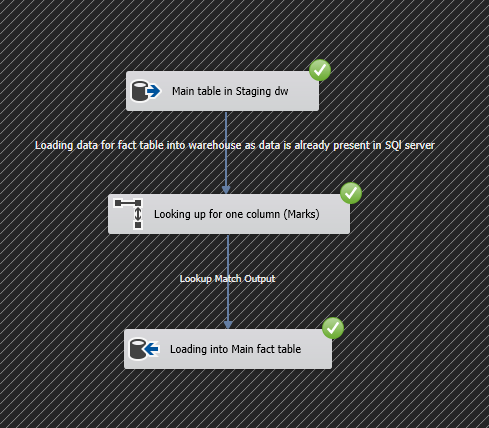 Main table in Staging dw
Loading data for fact table into warehouse as data is already present in SQl server
Looking up for one column (Marks)
Lookup Match Output
Loading into Main fact table